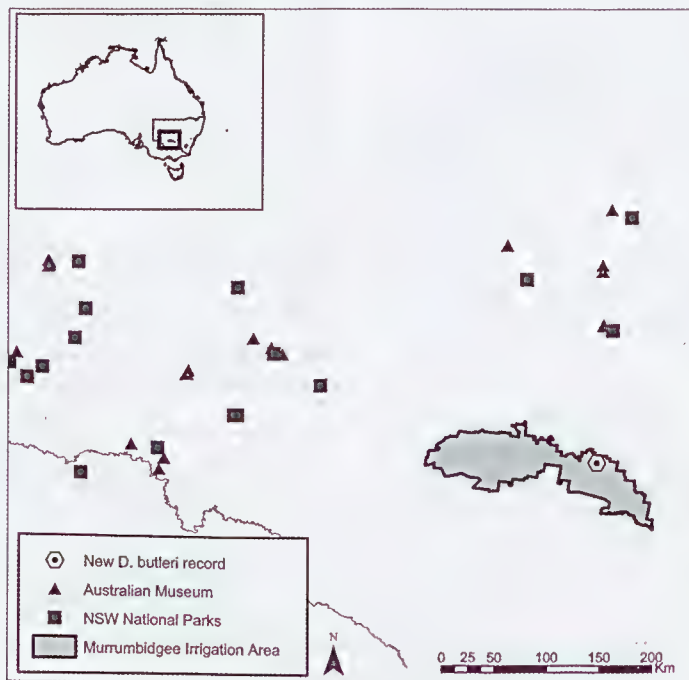 New D. butleri record
Australian Museum
NSW National Parks
Murrumbidgee Irrigation Area
N
0 25 50 100 150 200
Km